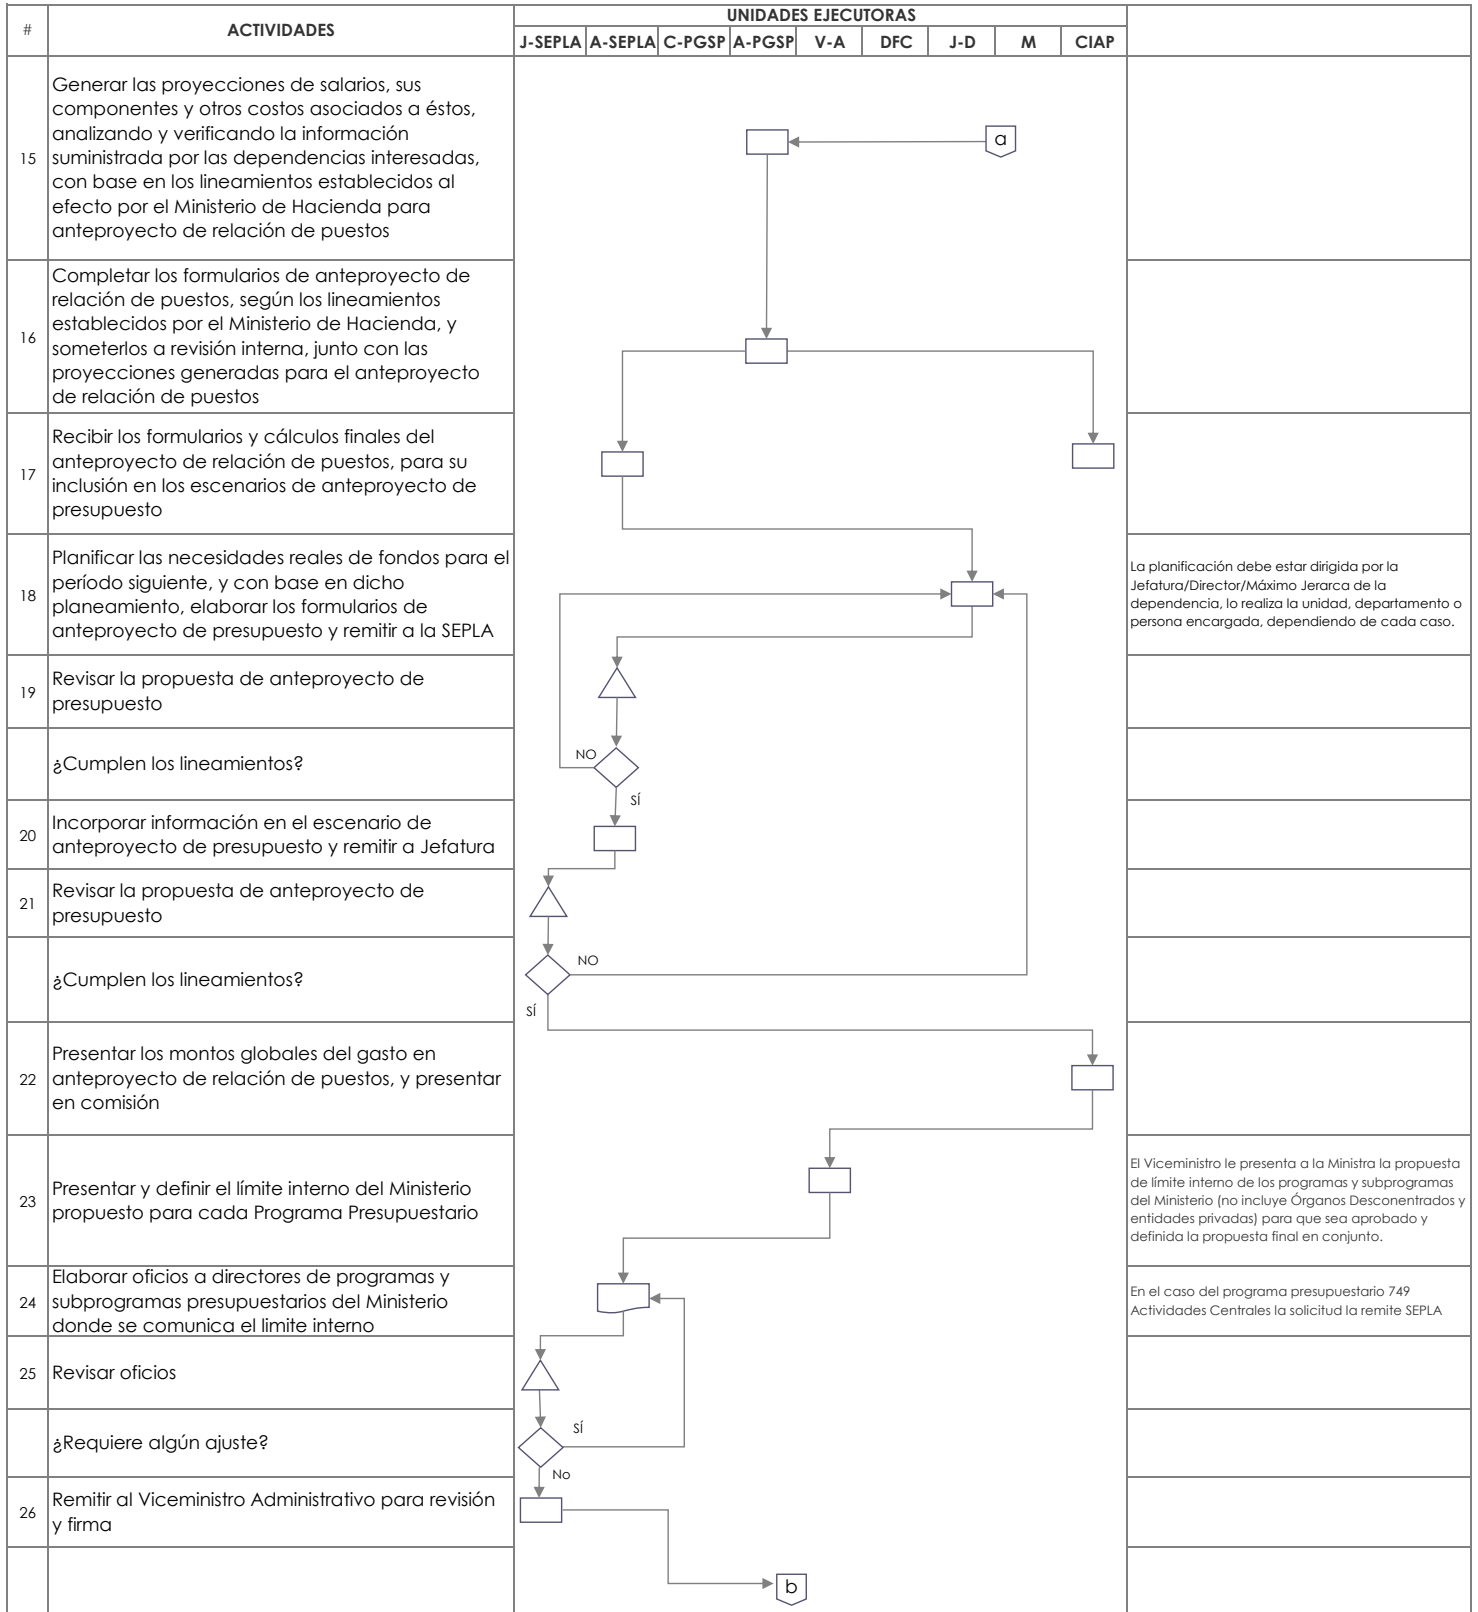 #
ACTIVIDADES
UNIDADES EJECUTORAS
J-SEPLA A-SEPLA C-PGSP A-PGSP V-A DFC J-D M CIAP
15
Generar las proyecciones de salarios, sus
componentes y otros costos asociados a éstos,
analizando y verificando la información
suministrada por las dependencias interesadas,
con base en los lineamientos establecidos al
efecto por el Ministerio de Hacienda para
anteproyecto de relación de puestos
a
16
Completar los formularios de anteproyecto de
relación de puestos, según los lineamientos
establecidos por el Ministerio de Hacienda, y
someterlos a revisión interna, junto con las
proyecciones generadas para el anteproyecto
de relación de puestos
17
Recibir los formularios y cálculos finales del
anteproyecto de relación de puestos, para su
inclusión en los escenarios de anteproyecto de
presupuesto
18
Planificar las necesidades reales de fondos para el
período siguiente, y con base en dicho
planeamiento, elaborar los formularios de
anteproyecto de presupuesto y remitir a la SEPLA
La planificación debe estar dirigida por la
Jefatura/Director/Máximo Jerarca de la
dependencia, lo realiza la unidad, departamento o
persona encargada, dependiendo de cada caso.
19
Revisar la propuesta de anteproyecto de
presupuesto
¿Cumplen los lineamientos?
NO
SÍ
20
Incorporar información en el escenario de
anteproyecto de presupuesto y remitir a Jefatura
21
Revisar la propuesta de anteproyecto de
presupuesto
¿Cumplen los lineamientos?
NO
SÍ
22
Presentar los montos globales del gasto en
anteproyecto de relación de puestos, y presentar
en comisión
23
Presentar y definir el límite interno del Ministerio
propuesto para cada Programa Presupuestario
El Viceministro le presenta a la Ministra la propuesta
de límite interno de los programas y subprogramas
del Ministerio (no incluye Órganos Desconentrados y
entidades privadas) para que sea aprobado y
definida la propuesta final en conjunto.
24
Elaborar oficios a directores de programas y
subprogramas presupuestarios del Ministerio
donde se comunica el limite interno
En el caso del programa presupuestario 749
Actividades Centrales la solicitud la remite SEPLA
25
Revisar oficios
¿Requiere algún ajuste?
SÍ
No
26
Remitir al Viceministro Administrativo para revisión
y firma
b